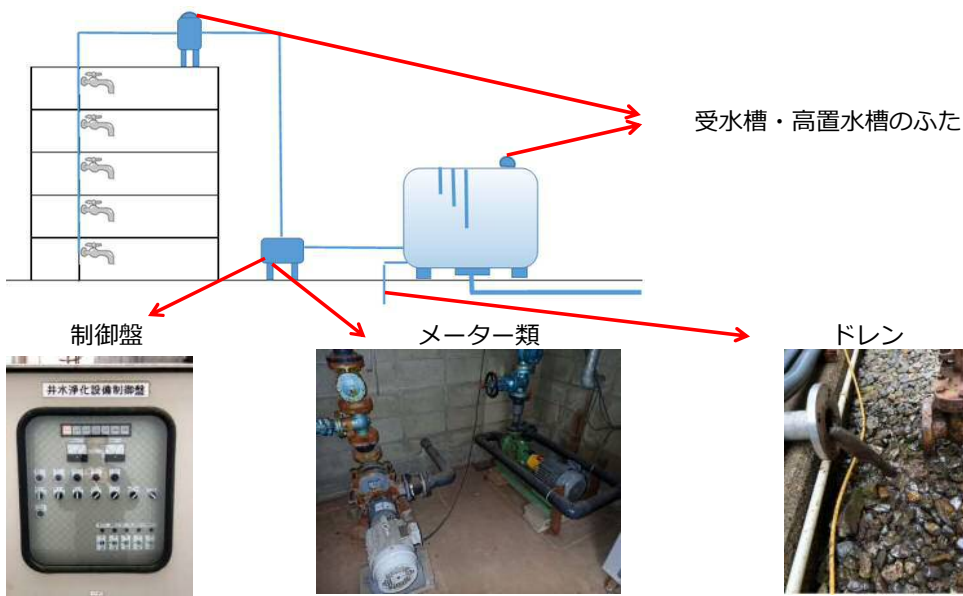 受水槽・高置水槽のふた
制御盤
メーター類
ドレン
井水浄化設備制御盤